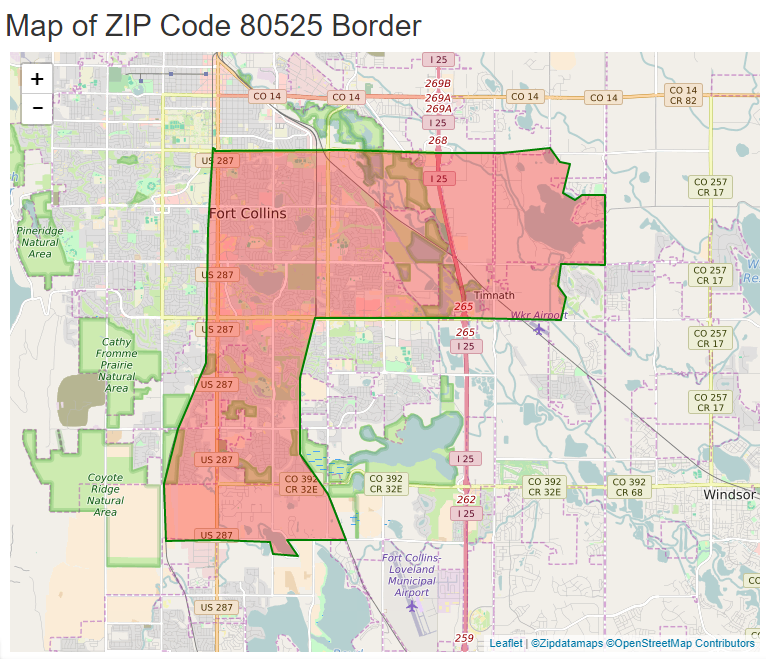 Map of ZIP Code 80525 Border
+
−
I 25
269B
269A
269A
CO 14
CO 14
CO 14
CO 14
CO 14
CR 82
I 25
268
US 287
I 25
CO 257
CR 17
Fort Collins
Pineridge
Natural
Area
US 287
CO 257
CR 17
Timnath
265
Wkr Airport
US 287
265
I 25
CO 257
CR 17
Cathy
Fromme
Prairie
Natural
Area
US 287
CO 257
CR 17
US 287
I 25
Coyote
Ridge
Natural
Area
CO 392
CR 32E
CO 392
CR 32E
CO 392
CR 32E
CO 392
CR 68
262
Windsor
I 25
US 287
Fort Collins-
Loveland
Municipal
Airport
US 287
259
Leaflet | ©Zipdatamaps ©OpenStreetMap Contributors